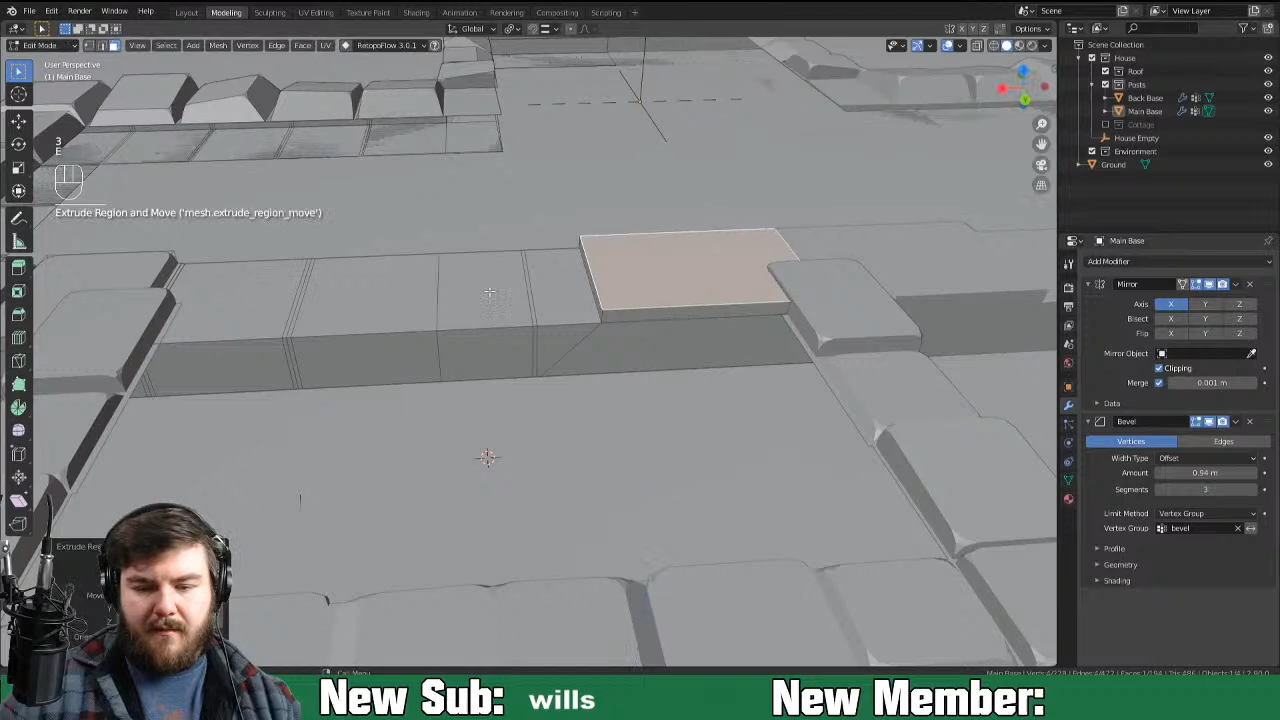 File Edit Render Window Help Layout Modeling Sculpting UV Editing Texture Paint Shading Animation Rendering Compositing Scripting + Scene View Layer
Edit Mode View Select Add Mesh Vertex Edge Face UV RetopoFlow 3.0.1 Global X Y Z Options
User Perspective
(1) Main Base
3
E
Extrude Region and Move ('mesh.extrude_region_move')
Scene Collection
House
Roof
Posts
Back Base
Main Base
Cottage
House Empty
Environment
Ground
Main Base
Add Modifier
Mirror
Axis X Y Z
Bisect X Y Z
Flip X Y Z
Mirror Object
Clipping
Merge 0.001 m
Data
Bevel
Vertices Edges
Width Type Offset
Amount 0.94 m
Segments 3
Limit Method Vertex Group
Vertex Group bevel
Profile
Geometry
Shading
Extrude Reg
Move
Call Menu
New Sub: wills New Member: